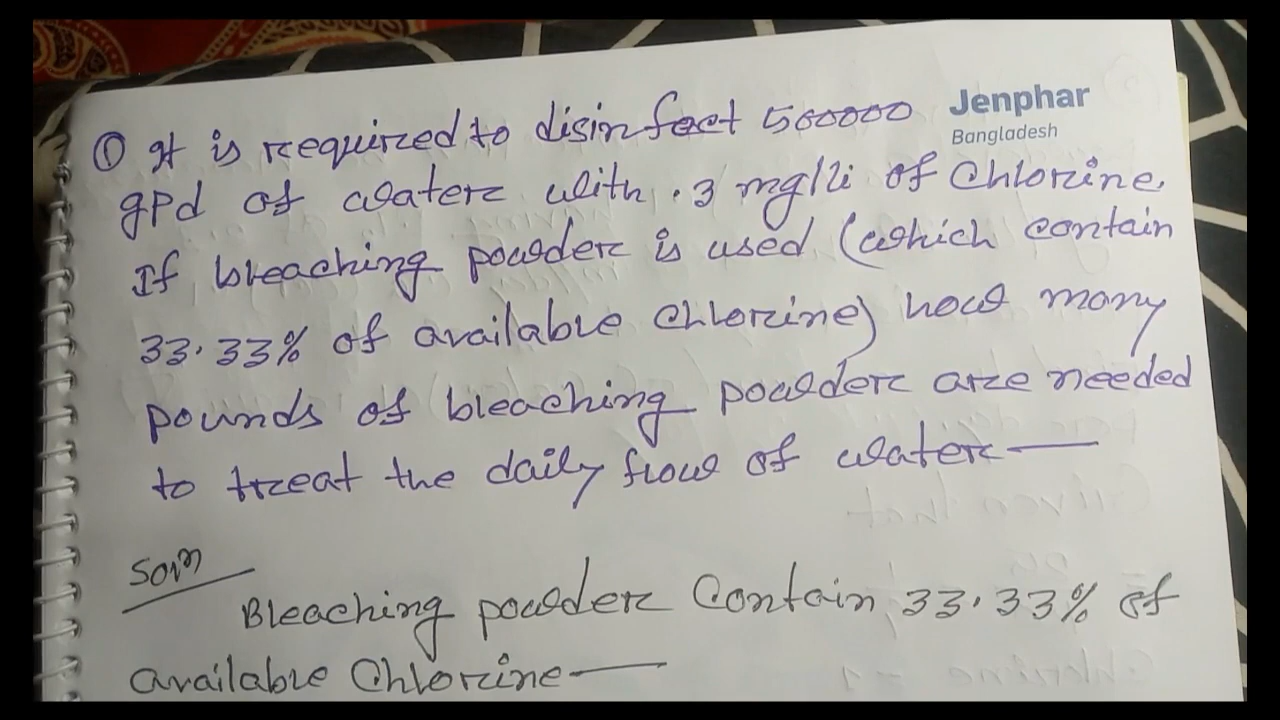 Jenphar
Bangladesh
① It is required to disinfect 500000
gpd of water with .3 mg/li of Chlorine.
If bleaching powder is used (which contain
33.33% of available Chlorine) how many
pounds of bleaching powder are needed
to treat the daily flow of water—
Soln
Bleaching powder Contain 33.33% of
available Chlorine—